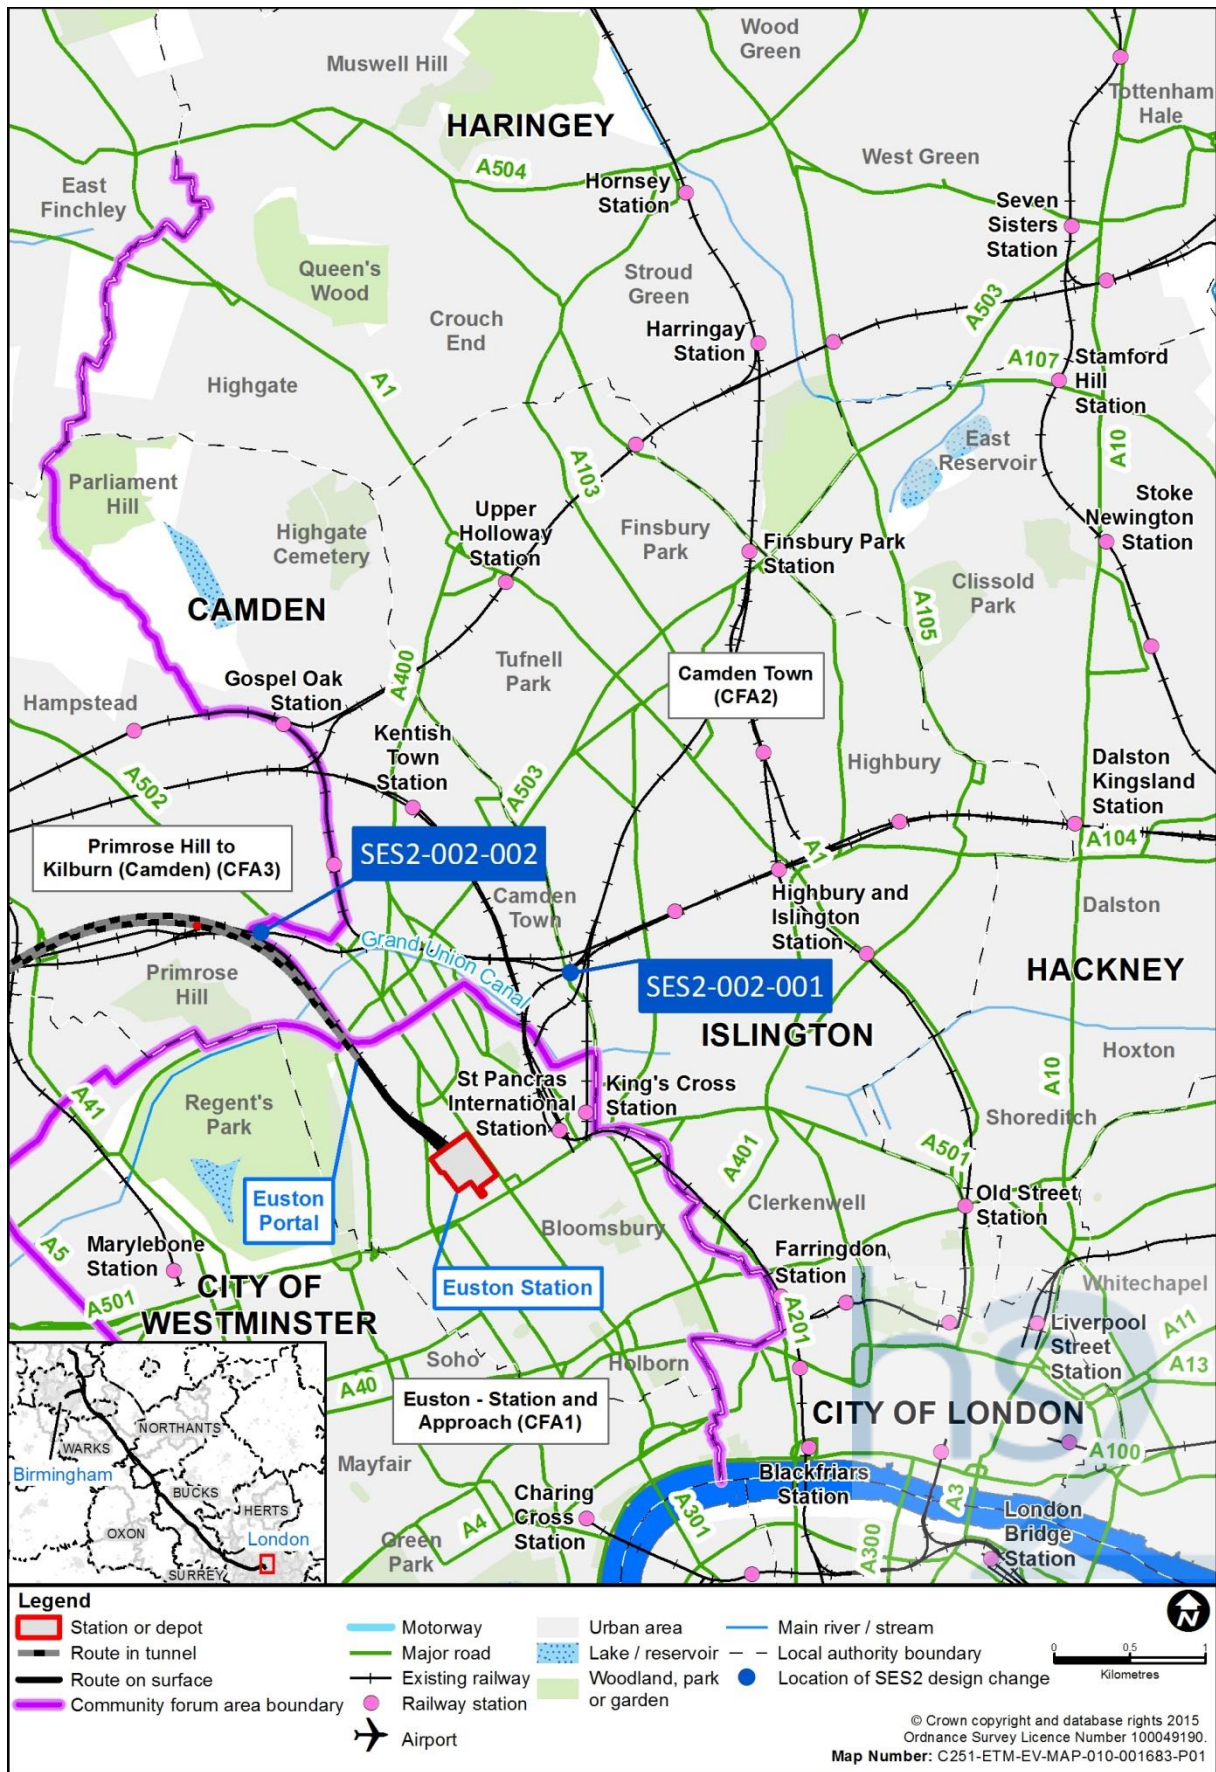 Wood
Green
Muswell Hill
Tottenham
Hale
HARINGEY
A504
West Green
East
Finchley
Hornsey
Station
Seven
Sisters
Station
Queen's
Wood
Stroud
Green
A503
Crouch
End
Harringay
Station
A107
Stamford
Hill
Station
Highgate
A1
A10
East
Reservoir
Parliament
Hill
A103
Highgate
Cemetery
Upper
Holloway
Station
Finsbury
Park
Finsbury Park
Station
Stoke
Newington
Station
Clissold
Park
A105
CAMDEN
Tufnell
Park
Camden Town
(CFA2)
A400
Gospel Oak
Station
Hampstead
Kentish
Town
Station
Highbury
Dalston
Kingsland
Station
A502
A503
A1
A104
Primrose Hill to
Kilburn (Camden) (CFA3)
SES2-002-002
Camden
Town
Highbury and
Islington
Station
Dalston
Grand Union Canal
Primrose
Hill
HACKNEY
SES2-002-001
ISLINGTON
Hoxton
A10
St Pancras
International
Station
King's Cross
Station
A41
Regent's
Park
Shoreditch
A401
A501
Euston
Portal
Clerkenwell
Old Street
Station
Bloomsbury
A5
Marylebone
Station
Farringdon
Station
Euston Station
Whitechapel
CITY OF
WESTMINSTER
A501
A201
Liverpool
Street
Station
A11
A13
hs2
Soho
Holborn
A40
Euston - Station and
Approach (CFA1)
CITY OF LONDON
A100
Mayfair
Blackfriars
Station
Charing
Cross
Station
A301
A3
A4
A300
London
Bridge
Station
Green
Park
NORTHANTS
WARKS
Birmingham
BUCKS
HERTS
OXON
London
SURREY
Legend
Station or depot
Route in tunnel
Route on surface
Community forum area boundary
Motorway
Major road
Existing railway
Railway station
Airport
Urban area
Lake / reservoir
Woodland, park
or garden
Main river / stream
Local authority boundary
Location of SES2 design change
N
0 0.5 1
Kilometres
© Crown copyright and database rights 2015
Ordnance Survey Licence Number 100049190.
Map Number: C251-ETM-EV-MAP-010-001683-P01